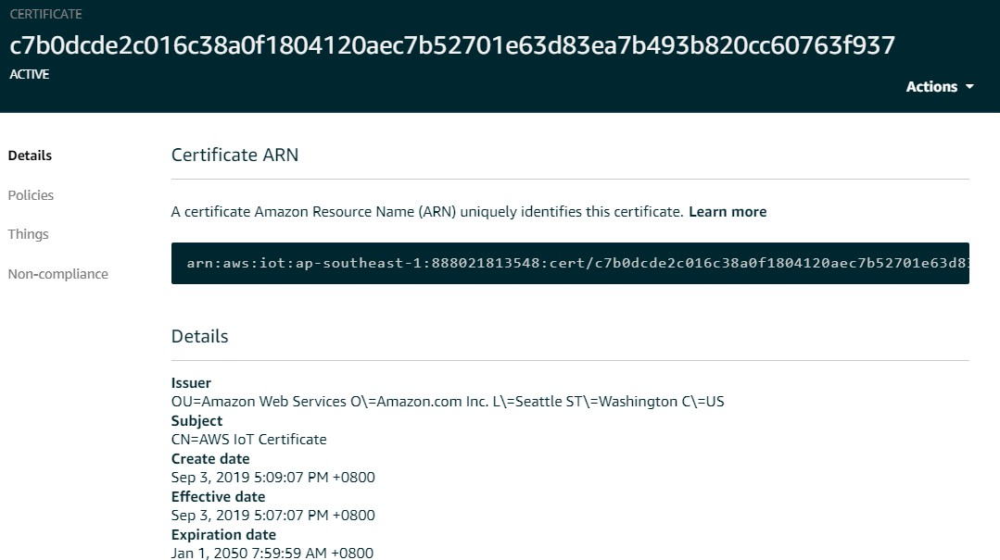 CERTIFICATE
c7b0dcde2c016c38a0f1804120aec7b52701e63d83ea7b493b820cc60763f937
ACTIVE
Actions
Details
Certificate ARN
Policies
A certificate Amazon Resource Name (ARN) uniquely identifies this certificate. Learn more
Things
arn:aws:iot:ap-southeast-1:888021813548:cert/c7b0dcde2c016c38a0f1804120aec7b52701e63d83
Non-compliance
Details
Issuer
OU=Amazon Web Services O\=Amazon.com Inc. L\=Seattle ST\=Washington C\=US
Subject
CN=AWS IoT Certificate
Create date
Sep 3, 2019 5:09:07 PM +0800
Effective date
Sep 3, 2019 5:07:07 PM +0800
Expiration date
Jan 1, 2050 7:59:59 AM +0800